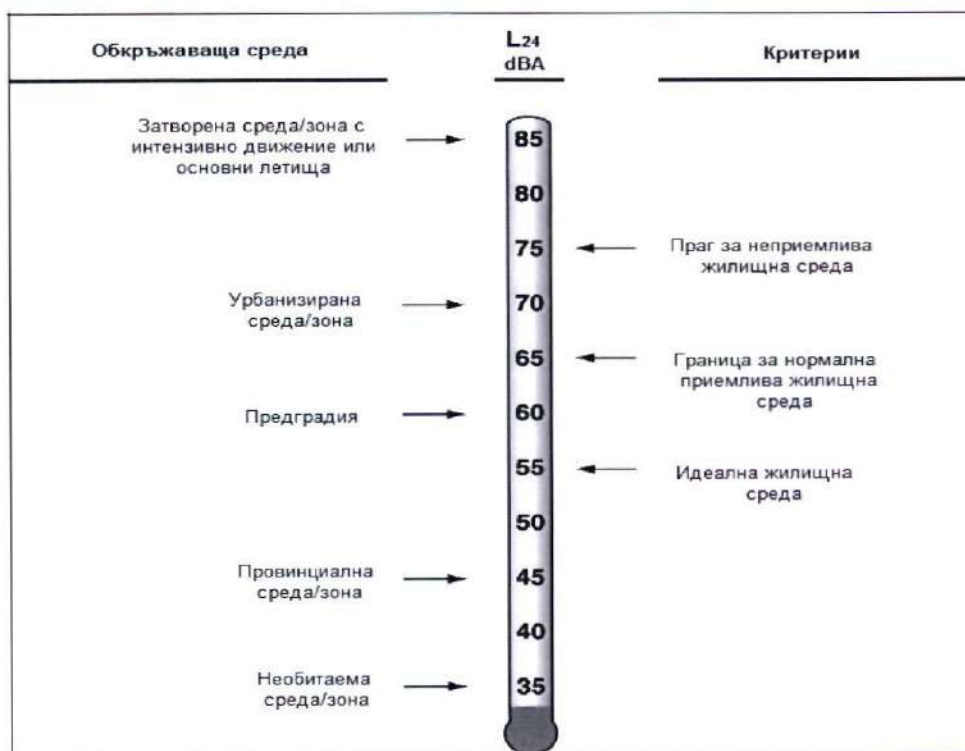 Обкръжаваща среда
L24
dBA
Критерии
Затворена среда/зона с
интензивно движение или
основни летища
85
80
75
Праг за неприемлива
жилищна среда
Урбанизирана
среда/зона
70
65
Граница за нормална
приемлива жилищна
среда
Предградия
60
55
Идеална жилищна
среда
50
Провинциална
среда/зона
45
40
Необитаема
среда/зона
35